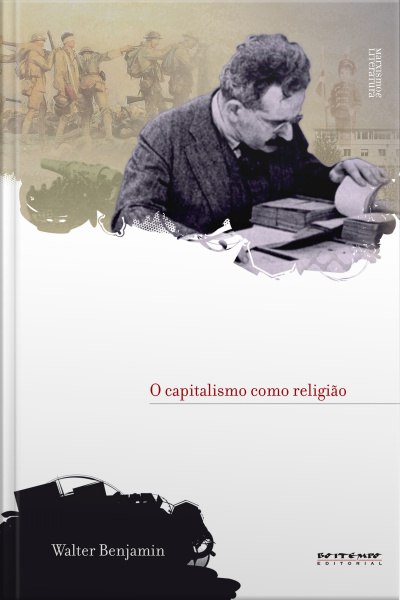 Marxismo e
Literatura
O capitalismo como religião
Walter Benjamin
BOITEMPO
EDITORIAL